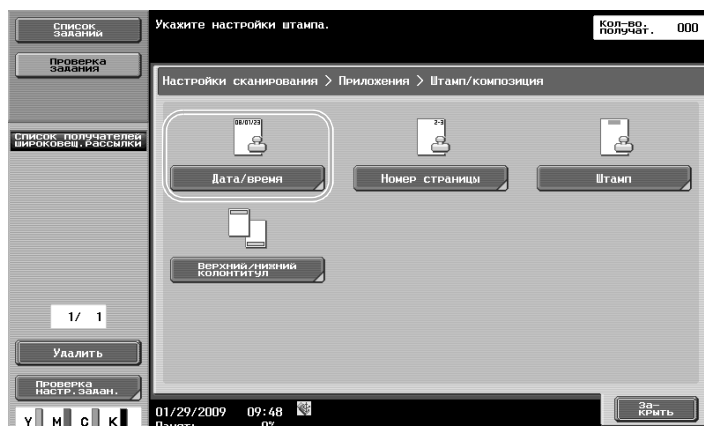 Список
заданий
Проверка
задания
Список получателей
широковещ.рассылки
1/ 1
Удалить
Проверка
настр.задан.
Y M C K
Укажите настройки штампа.
Кол-во.
получат. 000
Настройки сканирования > Приложения > Штамп/композиция
08/01/23
Дата/время
2-3
Номер страницы
Штамп
Верхний/нижний
колонтитул
01/29/2009 09:48
Память 0%
За-
крыть